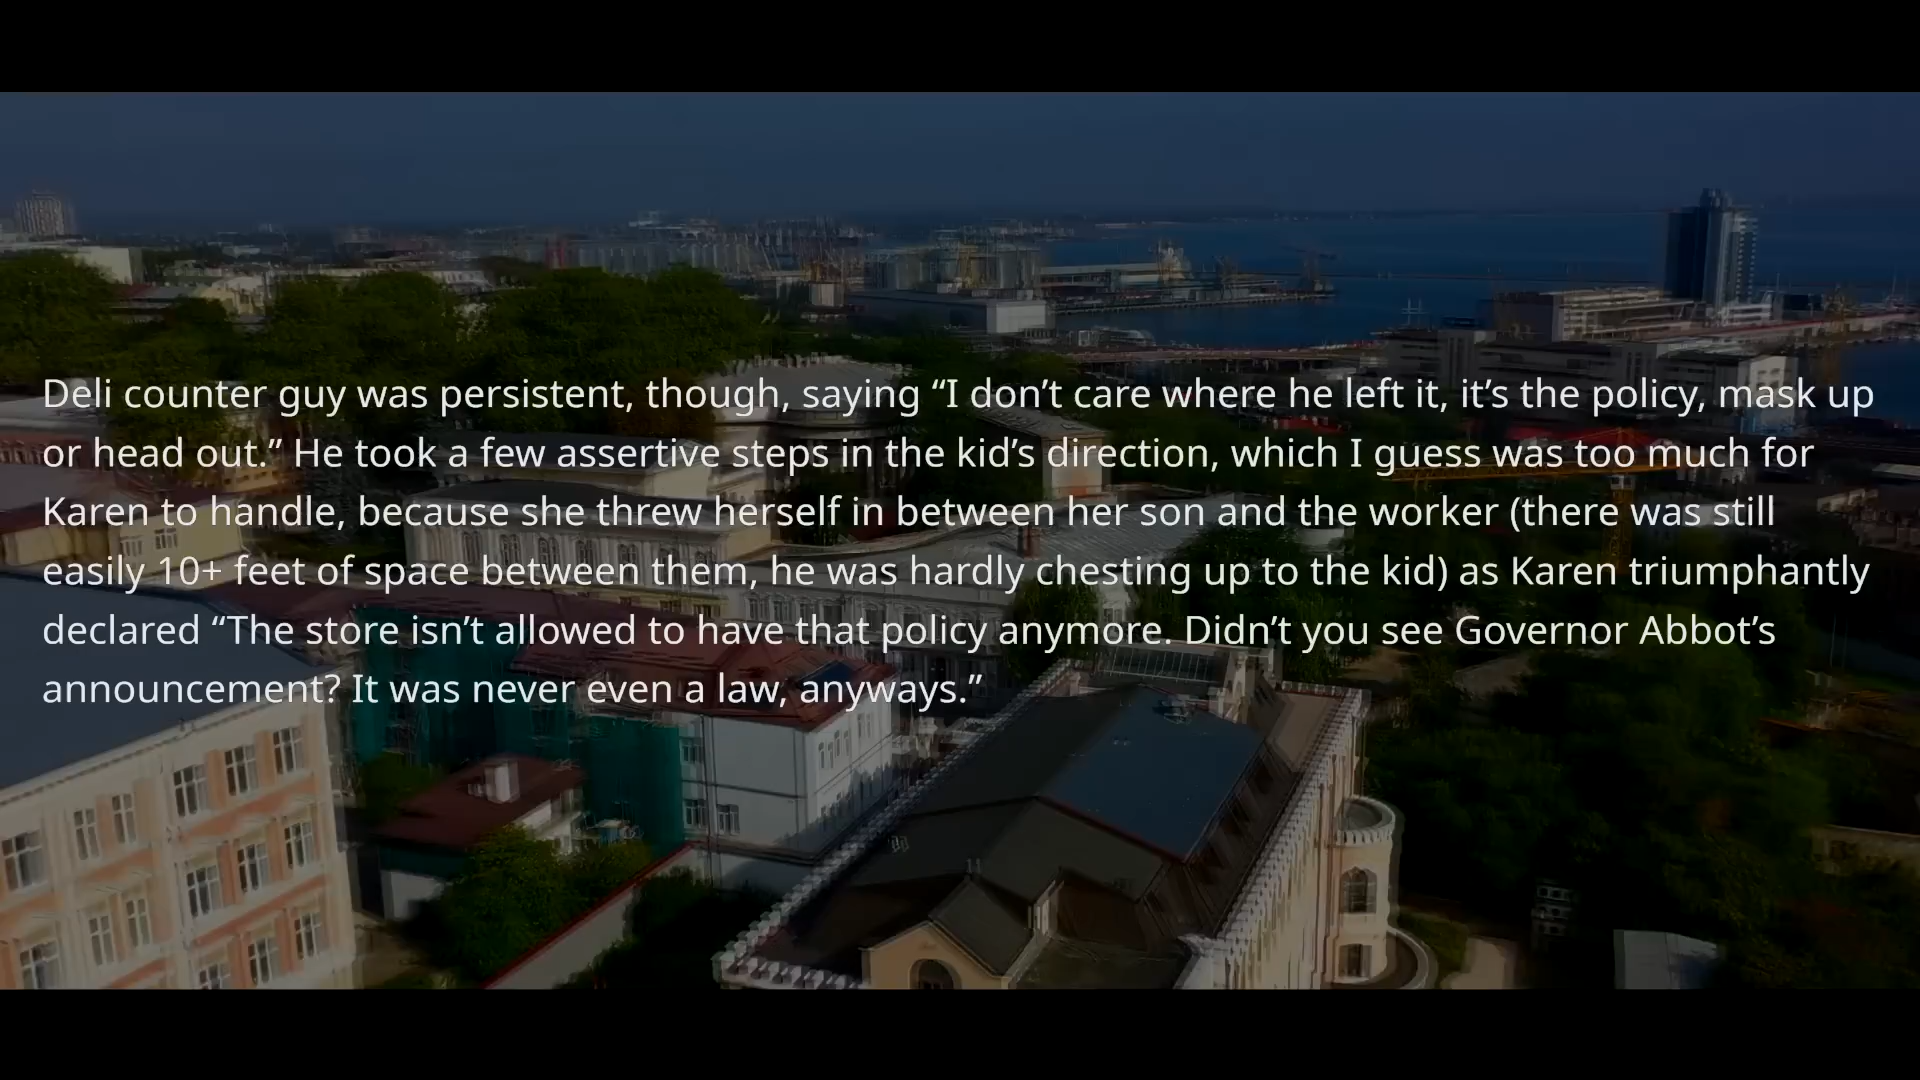 Deli counter guy was persistent, though, saying “I don’t care where he left it, it’s the policy, mask up
or head out.” He took a few assertive steps in the kid’s direction, which I guess was too much for
Karen to handle, because she threw herself in between her son and the worker (there was still
easily 10+ feet of space between them, he was hardly chesting up to the kid) as Karen triumphantly
declared “The store isn’t allowed to have that policy anymore. Didn’t you see Governor Abbot’s
announcement? It was never even a law, anyways.”